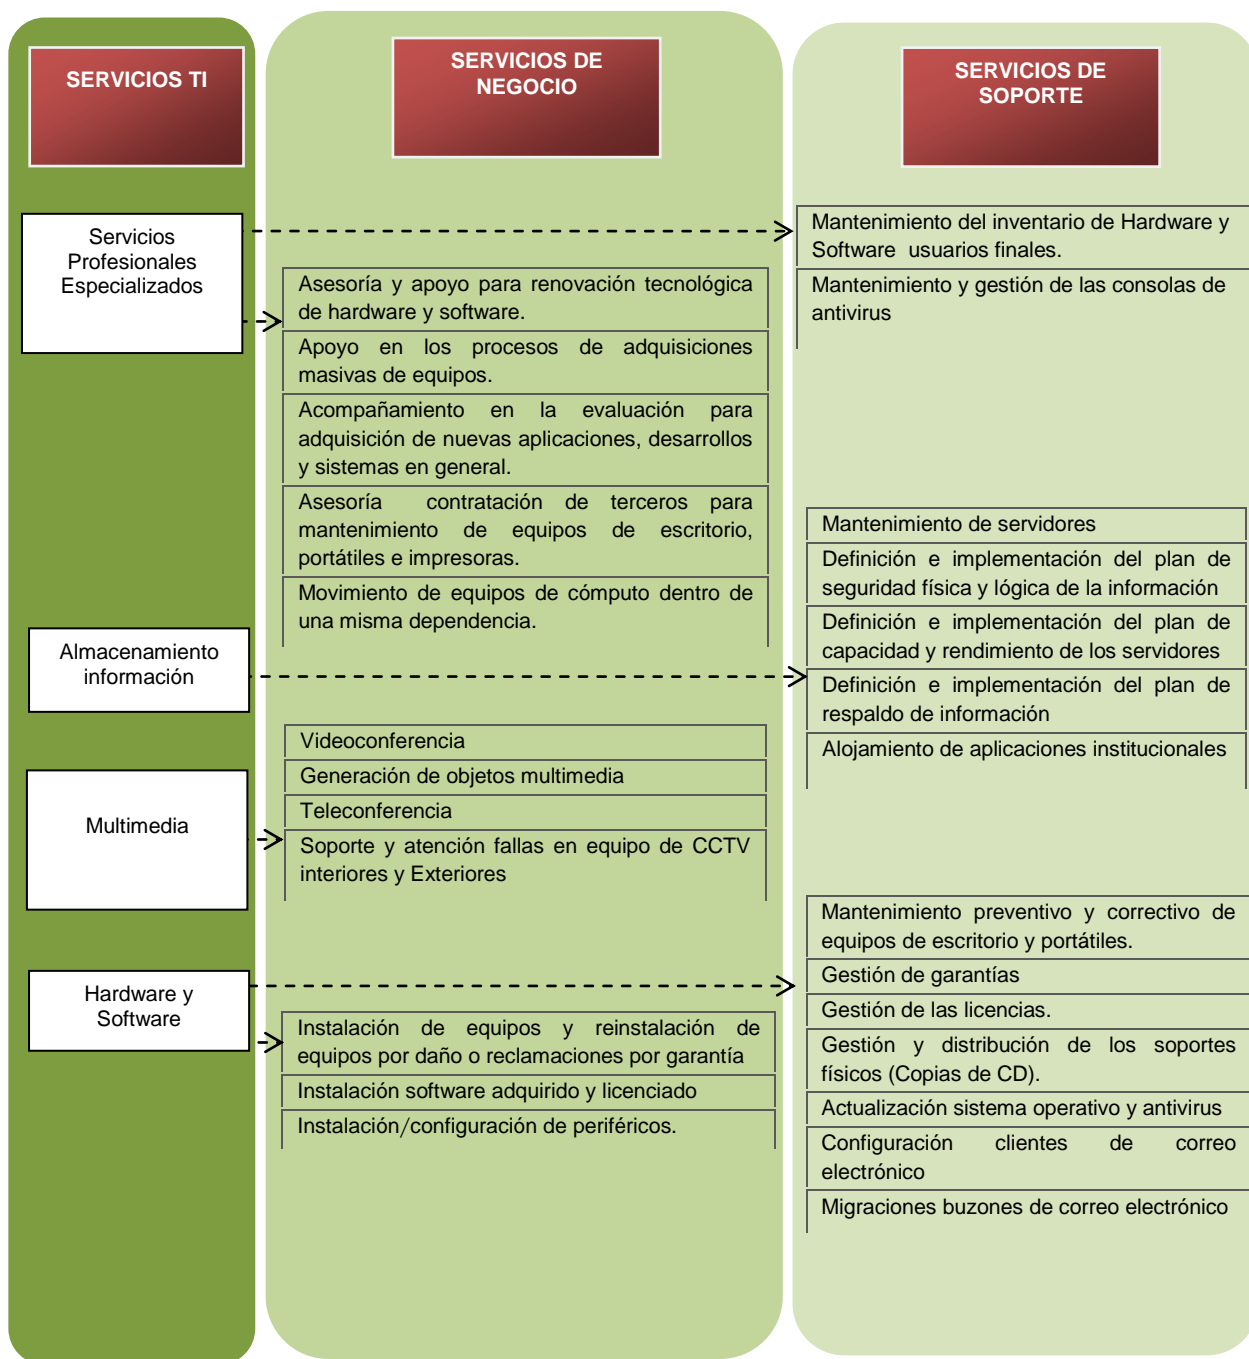 SERVICIOS TI
SERVICIOS DE
NEGOCIO
SERVICIOS DE
SOPORTE
Servicios
Profesionales
Especializados
Asesoría y apoyo para renovación tecnológica
de hardware y software.
Apoyo en los procesos de adquisiciones
masivas de equipos.
Acompañamiento en la evaluación para
adquisición de nuevas aplicaciones, desarrollos
y sistemas en general.
Asesoría contratación de terceros para
mantenimiento de equipos de escritorio,
portátiles e impresoras.
Movimiento de equipos de cómputo dentro de
una misma dependencia.
Mantenimiento del inventario de Hardware y
Software usuarios finales.
Mantenimiento y gestión de las consolas de
antivirus
Almacenamiento
información
Mantenimiento de servidores
Definición e implementación del plan de
seguridad física y lógica de la información
Definición e implementación del plan de
capacidad y rendimiento de los servidores
Definición e implementación del plan de
respaldo de información
Alojamiento de aplicaciones institucionales
Multimedia
Videoconferencia
Generación de objetos multimedia
Teleconferencia
Soporte y atención fallas en equipo de CCTV
interiores y Exteriores
Hardware y
Software
Instalación de equipos y reinstalación de
equipos por daño o reclamaciones por garantía
Instalación software adquirido y licenciado
Instalación/configuración de periféricos.
Mantenimiento preventivo y correctivo de
equipos de escritorio y portátiles.
Gestión de garantías
Gestión de las licencias.
Gestión y distribución de los soportes
físicos (Copias de CD).
Actualización sistema operativo y antivirus
Configuración clientes de correo
electrónico
Migraciones buzones de correo electrónico